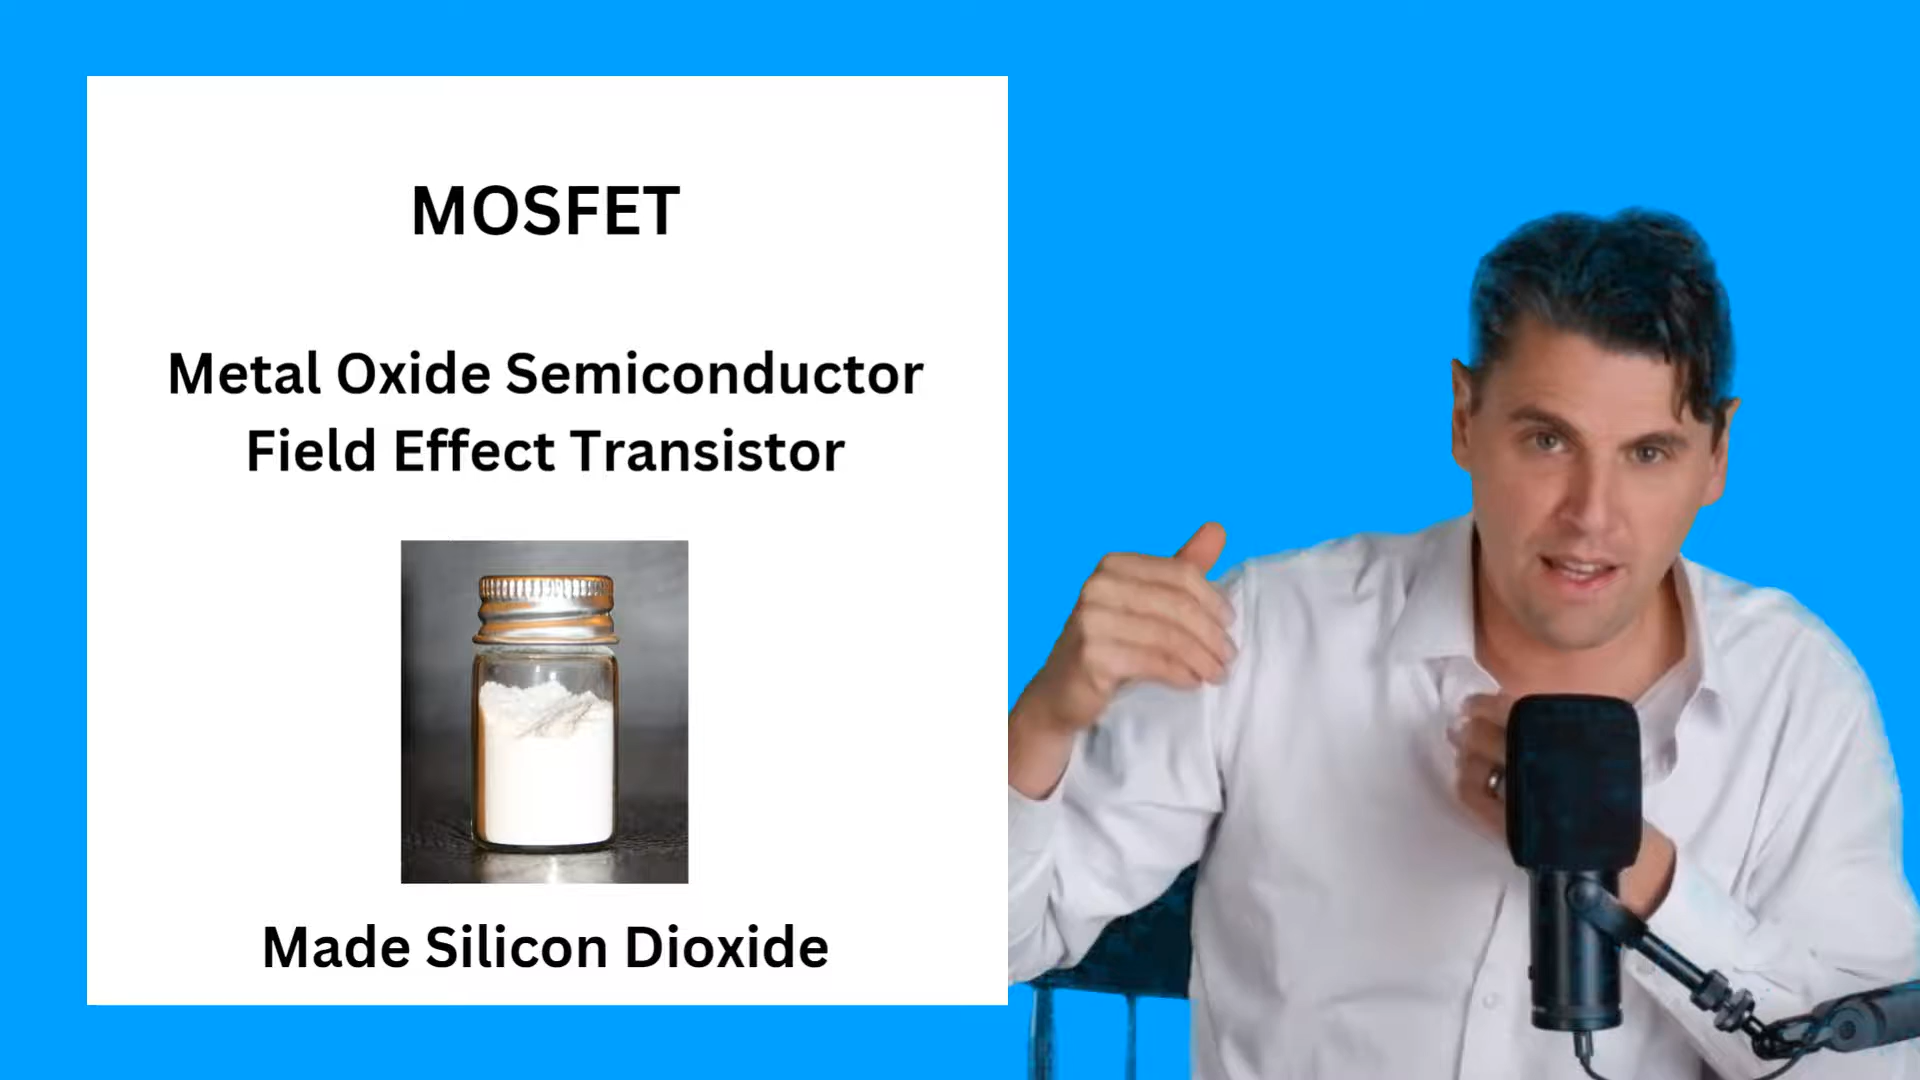 MOSFET
Metal Oxide Semiconductor
Field Effect Transistor
Made Silicon Dioxide